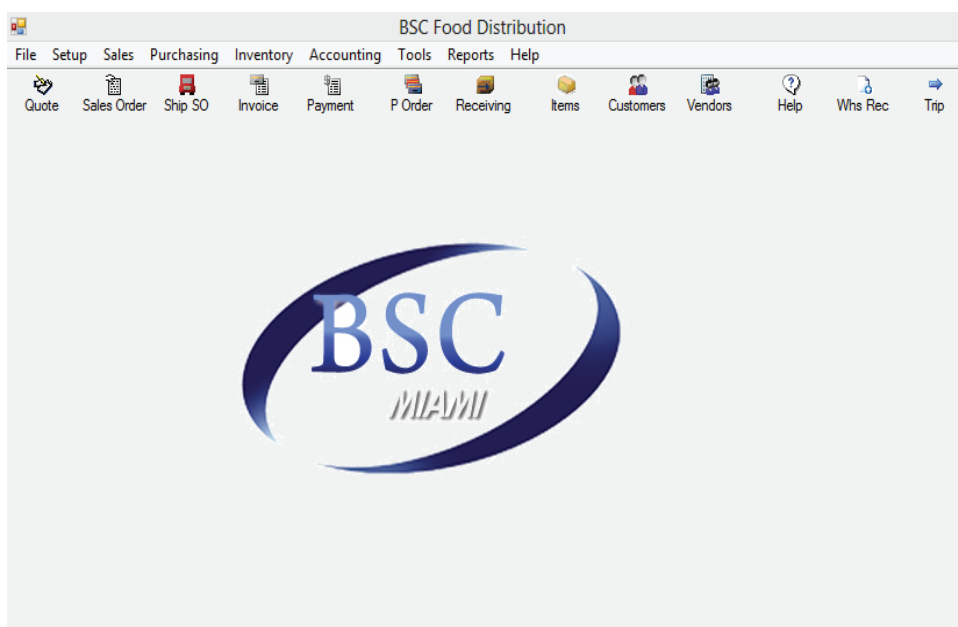 BSC Food Distribution
File Setup Sales Purchasing Inventory Accounting Tools Reports Help
Quote Sales Order Ship SO Invoice Payment P Order Receiving Items Customers Vendors Help Whs Rec Trip
BSC
MIAMI